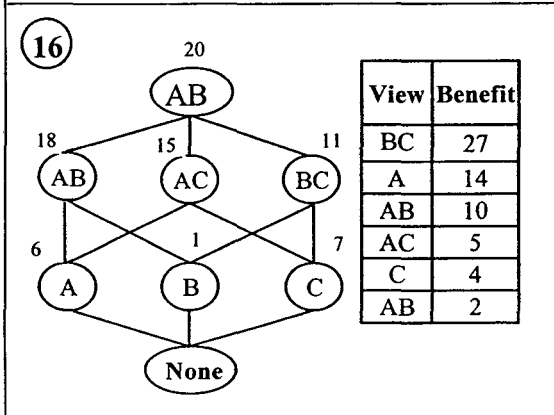 16
20
AB
18
15
11
AB
AC
BC
6
1
7
A
B
C
None
View Benefit
BC 27
A 14
AB 10
AC 5
C 4
AB 2